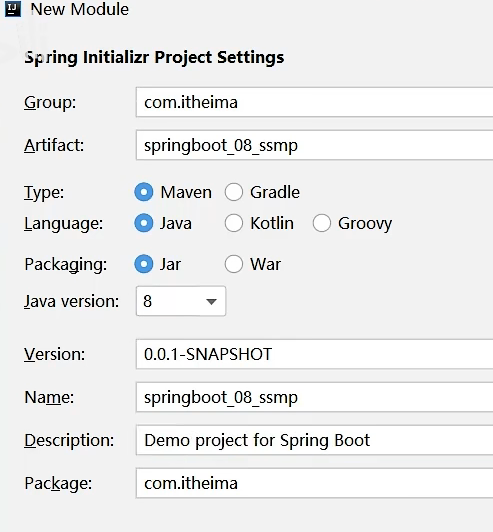 New Module
Spring Initializr Project Settings
Group: com.itheima
Artifact: springboot_08_ssmp
Type: Maven Gradle
Language: Java Kotlin Groovy
Packaging: Jar War
Java version: 8
Version: 0.0.1-SNAPSHOT
Name: springboot_08_ssmp
Description: Demo project for Spring Boot
Package: com.itheima